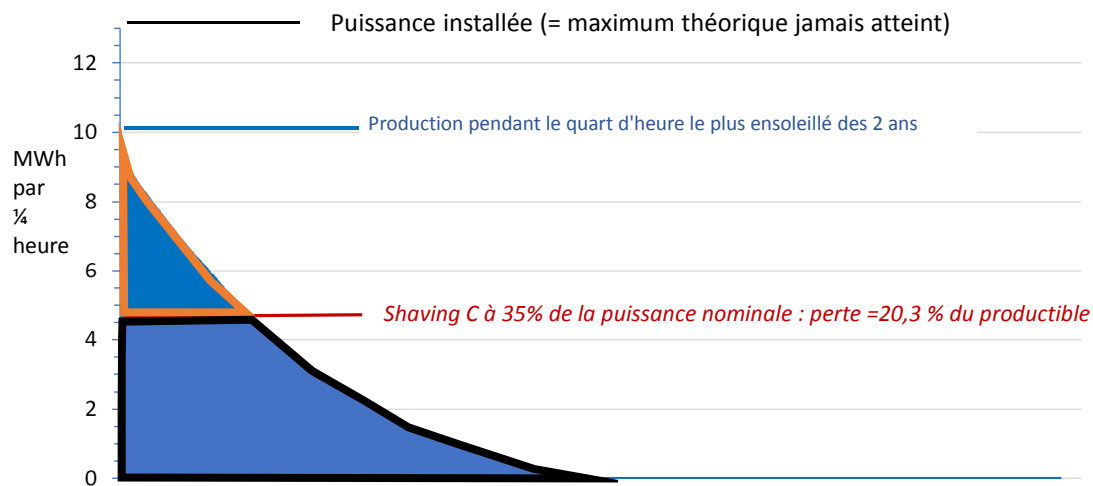 Puissance installée (= maximum théorique jamais atteint)
12
Production pendant le quart d'heure le plus ensoleillé des 2 ans
10
MWh
par
¼
heure
8
6
Shaving C à 35% de la puissance nominale : perte =20,3 % du productible
4
2
0